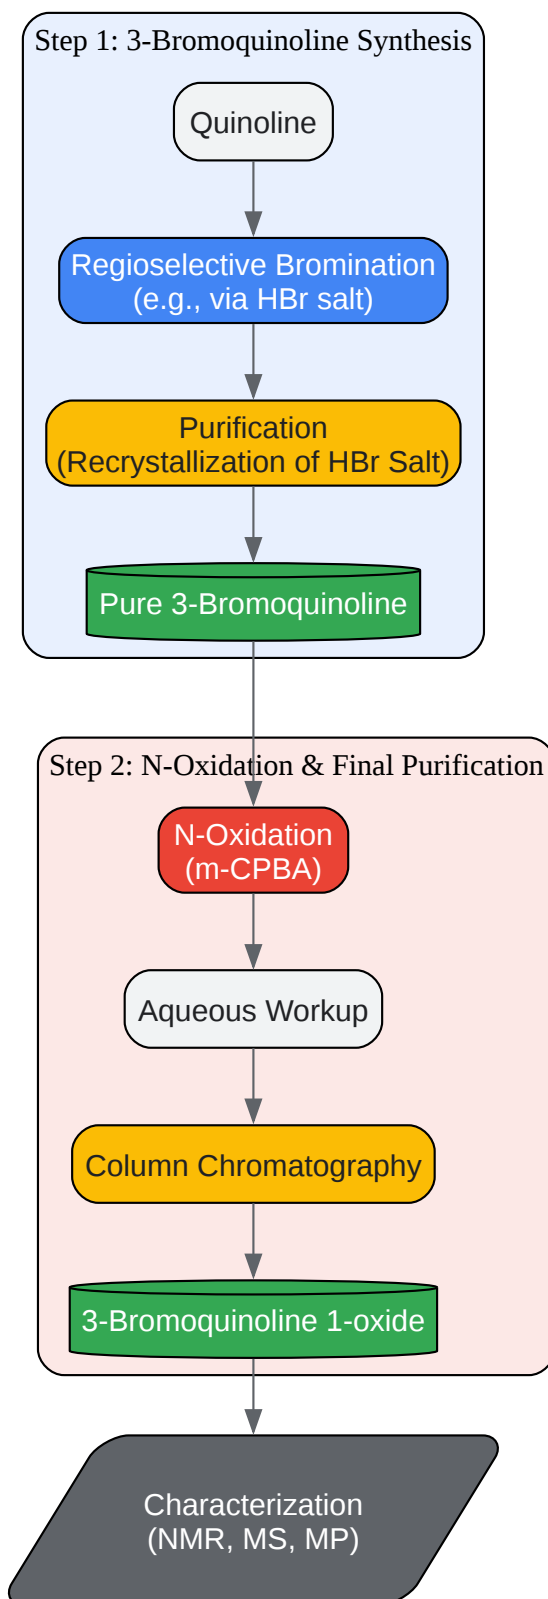 Step 1: 3-Bromoquinoline Synthesis
Quinoline
Regioselective Bromination
(e.g., via HBr salt)
Purification
(Recrystallization of HBr Salt)
Pure 3-Bromoquinoline
Step 2: N-Oxidation & Final Purification
N-Oxidation
(m-CPBA)
Aqueous Workup
Column Chromatography
3-Bromoquinoline 1-oxide
Characterization
(NMR, MS, MP)